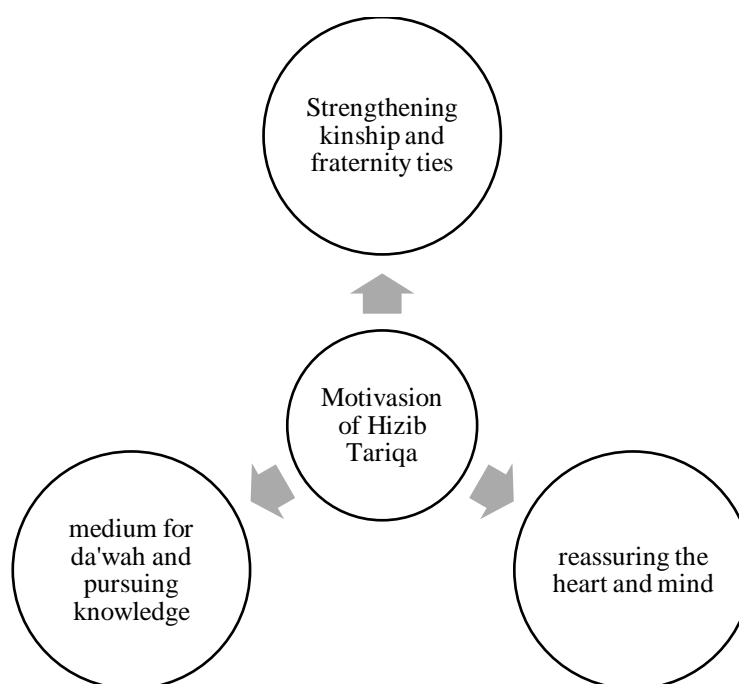 Strengthening
kinship and
fraternity ties
Motivasion
of Hizib
Tariqa
medium for
da'wah and
pursuing
knowledge
reassuring the
heart and mind